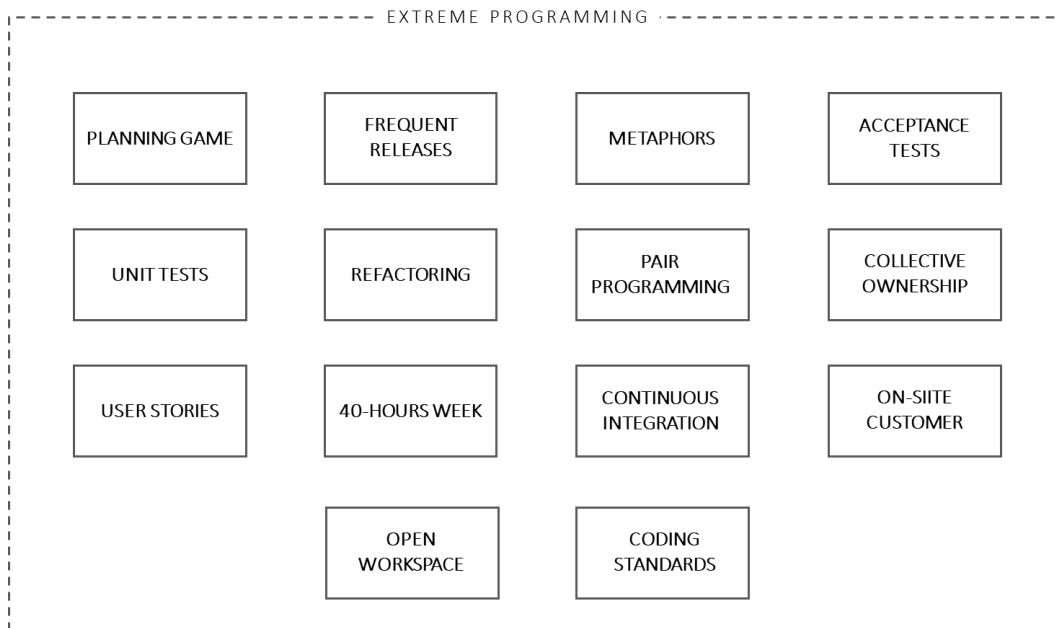 EXTREME PROGRAMMING
PLANNING GAME
FREQUENT
RELEASES
METAPHORS
ACCEPTANCE
TESTS
UNIT TESTS
REFACTORING
PAIR
PROGRAMMING
COLLECTIVE
OWNERSHIP
USER STORIES
40-HOURS WEEK
CONTINUOUS
INTEGRATION
ON-SIITE
CUSTOMER
OPEN
WORKSPACE
CODING
STANDARDS